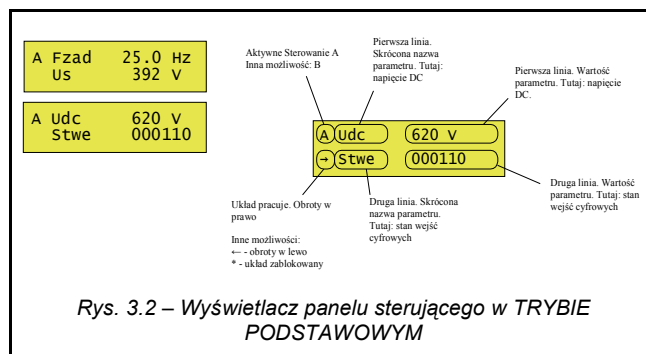 A Fzad 25.0 Hz
Us 392 V
A Udc 620 V
Stwe 000110
Aktywne Sterowanie A
Inna możliwość: B
Pierwsza linia.
Skrócona nazwa
parametru. Tutaj:
napięcie DC
Pierwsza linia. Wartość
parametru. Tutaj: napięcie
DC.
A Udc 620 V
→ Stwe 000110
Układ pracuje. Obroty w
prawo
Inne możliwości:
← - obroty w lewo
* - układ zablokowany
Druga linia. Skrócona
nazwa parametru.
Tutaj: stan wejść
cyfrowych
Druga linia. Wartość
parametru. Tutaj: stan
wejść cyfrowych
Rys. 3.2 – Wyświetlacz panelu sterującego w TRYBIE
PODSTAWOWYM